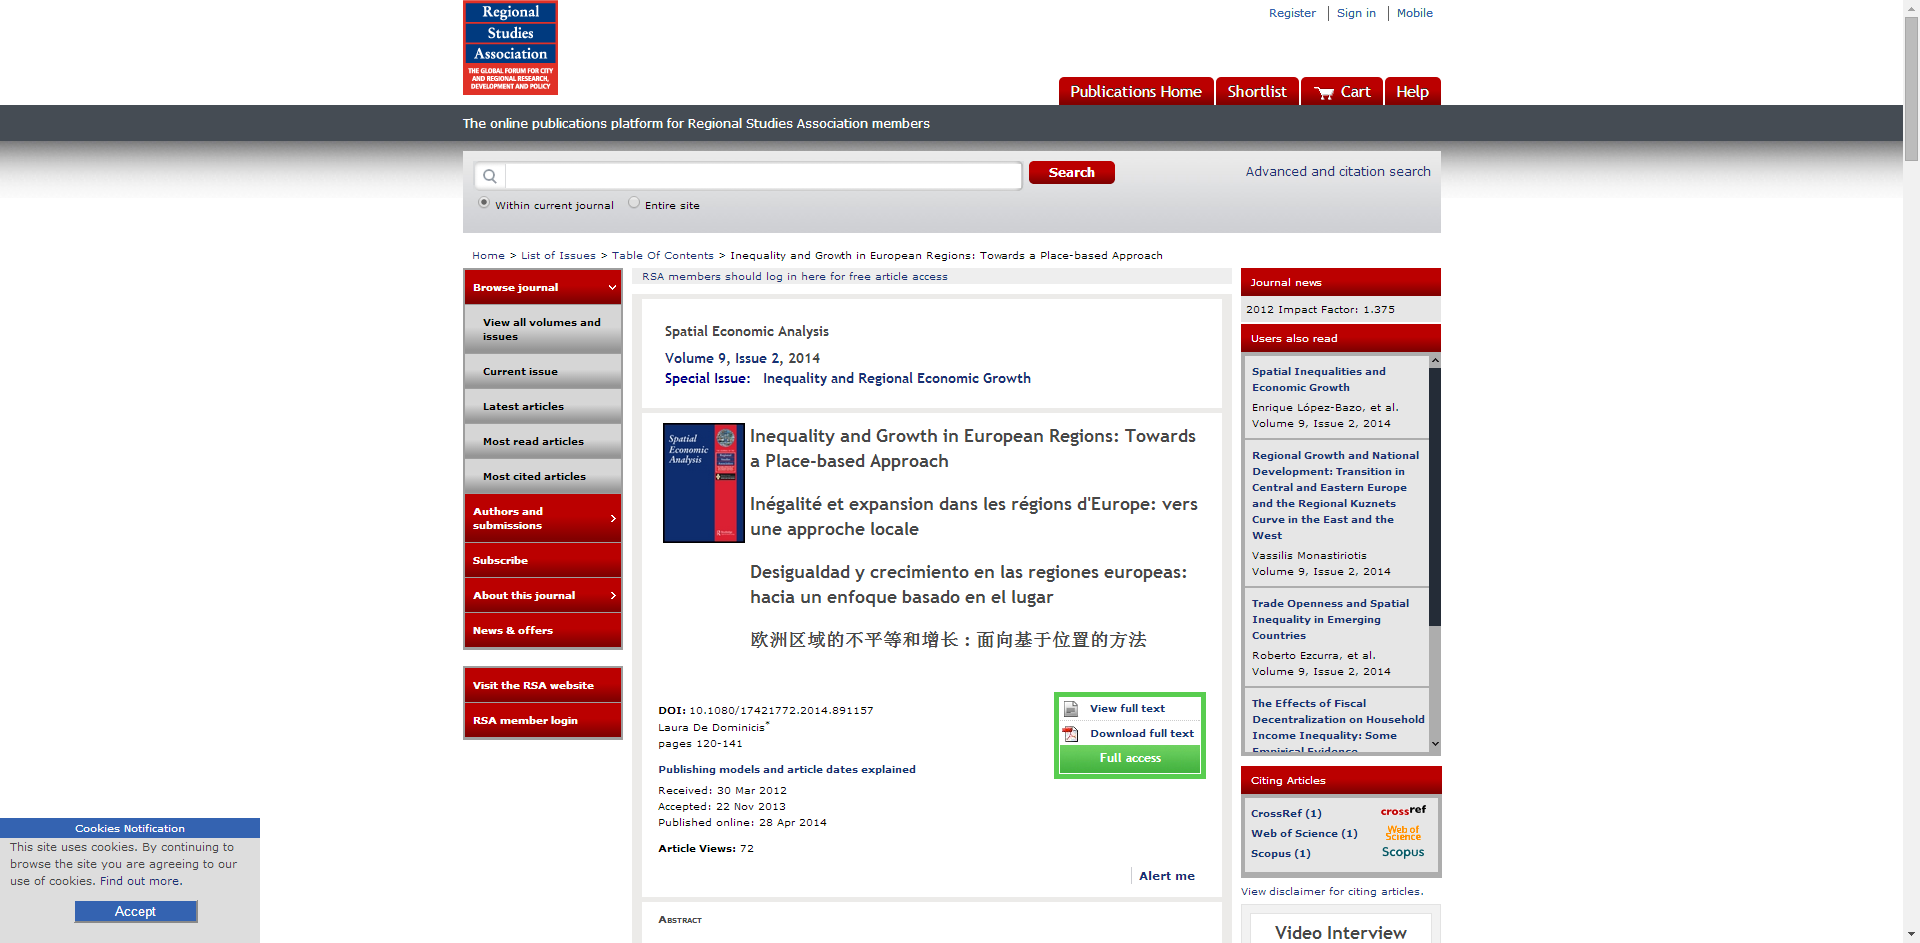 Regional
Studies
Association
THE GLOBAL FORUM FOR CITY
AND REGIONAL RESEARCH,
DEVELOPMENT AND POLICY
Register
Sign in
Mobile
Publications Home
Shortlist
Cart
Help
The online publications platform for Regional Studies Association members
Search
Advanced and citation search
Within current journal
Entire site
Home > List of Issues > Table Of Contents > Inequality and Growth in European Regions: Towards a Place-based Approach
Browse journal
View all volumes and
issues
Current issue
Latest articles
Most read articles
Most cited articles
Authors and
submissions
Subscribe
About this journal
News & offers
Visit the RSA website
RSA member login
RSA members should log in here for free article access
Spatial Economic Analysis
Volume 9, Issue 2, 2014
Special Issue: Inequality and Regional Economic Growth
Spatial
Economic
Analysis
Inequality and Growth in European Regions: Towards
a Place-based Approach
Inégalité et expansion dans les régions d'Europe: vers
une approche locale
Desigualdad y crecimiento en las regiones europeas:
hacia un enfoque basado en el lugar
欧洲区域的不平等和增长：面向基于位置的方法
DOI: 10.1080/17421772.2014.891157
Laura De Dominicis*
pages 120-141
Publishing models and article dates explained
Received: 30 Mar 2012
Accepted: 22 Nov 2013
Published online: 28 Apr 2014
Article Views: 72
View full text
Download full text
Full access
Alert me
Abstract
Journal news
2012 Impact Factor: 1.375
Users also read
Spatial Inequalities and
Economic Growth
Enrique López-Bazo, et al.
Volume 9, Issue 2, 2014
Regional Growth and National
Development: Transition in
Central and Eastern Europe
and the Regional Kuznets
Curve in the East and the
West
Vassilis Monastiriotis
Volume 9, Issue 2, 2014
Trade Openness and Spatial
Inequality in Emerging
Countries
Roberto Ezcurra, et al.
Volume 9, Issue 2, 2014
The Effects of Fiscal
Decentralization on Household
Income Inequality: Some
Empirical Evidence
Citing Articles
CrossRef (1)
crossref
Web of Science (1)
Web of
Science
Scopus (1)
Scopus
View disclaimer for citing articles.
Video Interview
Cookies Notification
This site uses cookies. By continuing to
browse the site you are agreeing to our
use of cookies. Find out more.
Accept